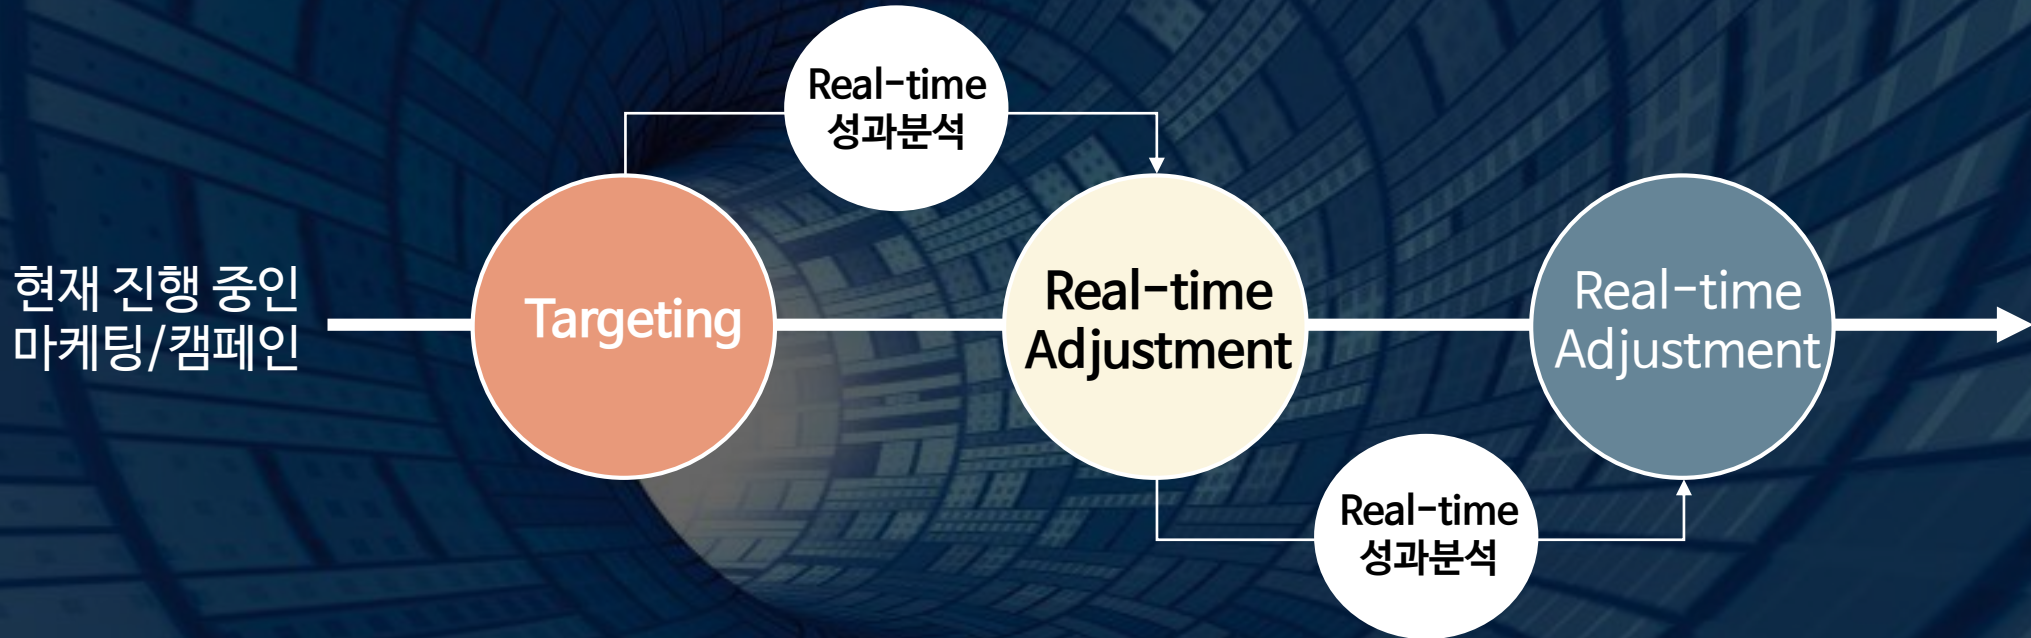 현재 진행 중인
마케팅/캠페인
Targeting
Real-time
성과분석
Real-time
Adjustment
Real-time
성과분석
Real-time
Adjustment